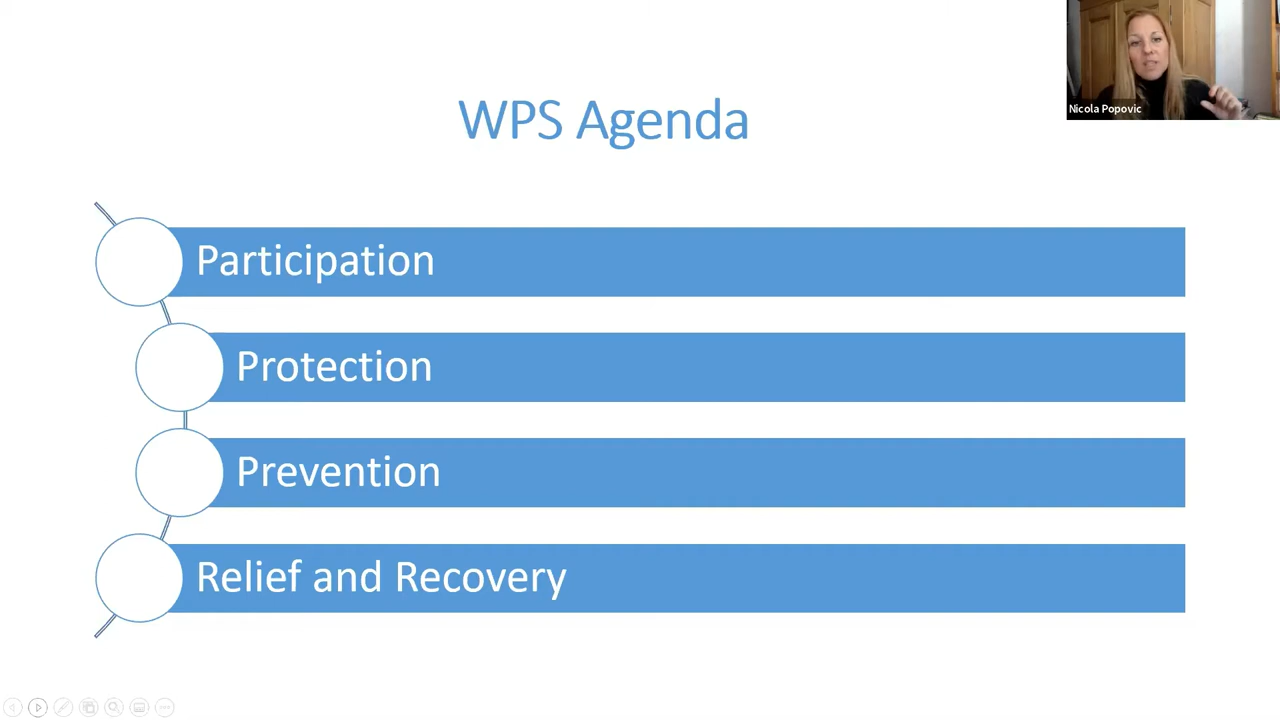 WPS Agenda
Nicola Popovic
Participation
Protection
Prevention
Relief and Recovery